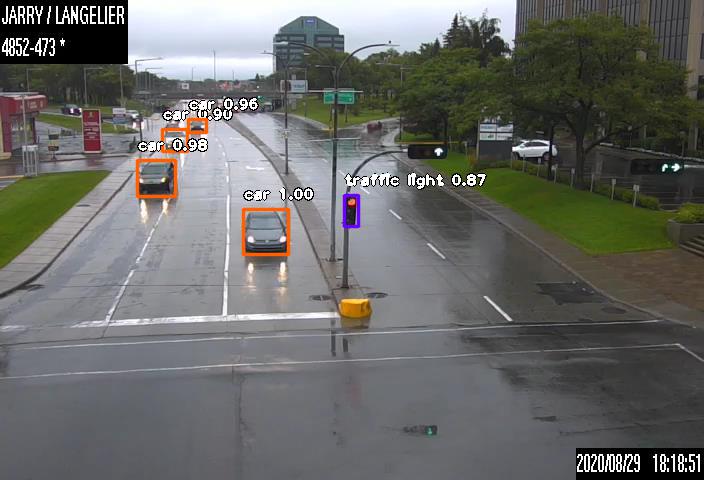 JARRY / LANGELIER
4852-473 *
car 0.96
car 0.90
car 0.98
car 1.00
traffic light 0.87
2020/08/29 18:18:51